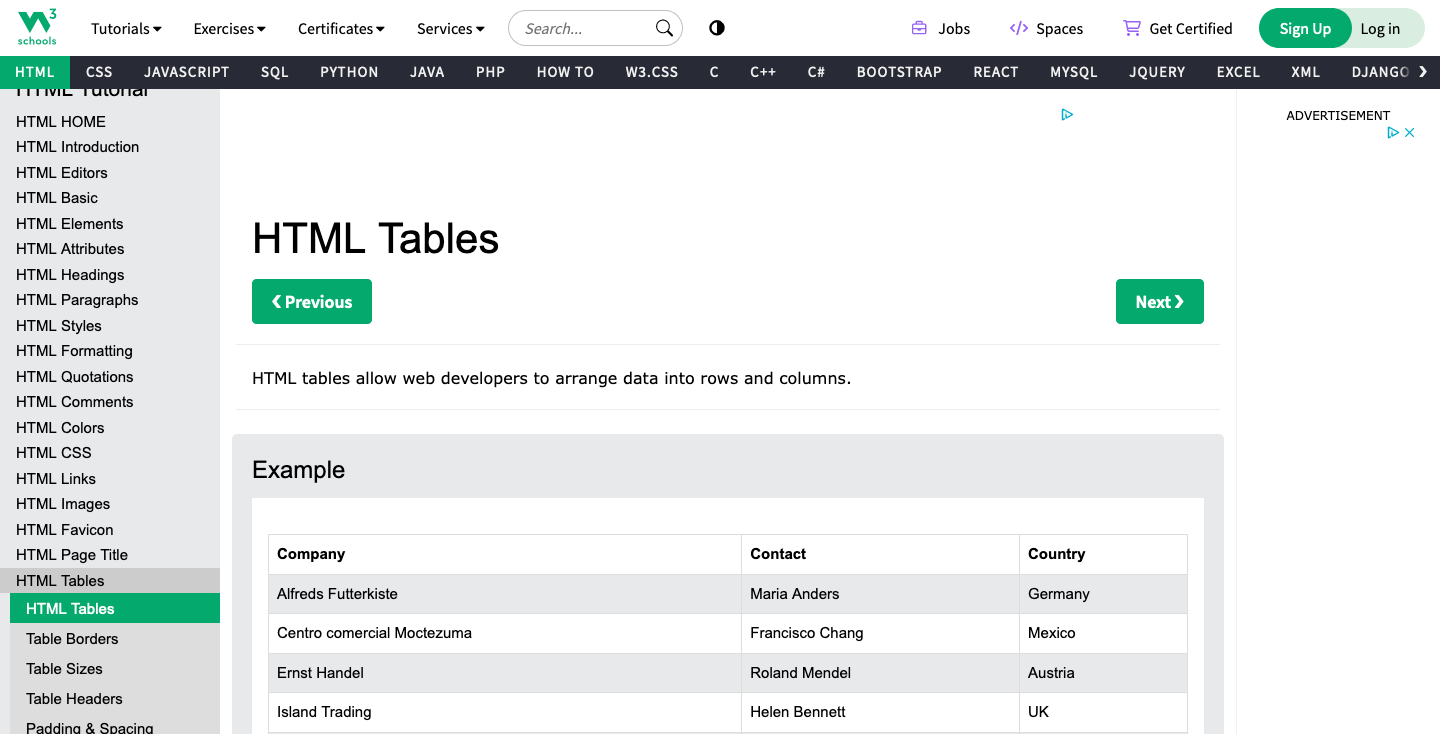 W3 schools
Tutorials Exercises Certificates Services Search... Jobs Spaces Get Certified Sign Up Log in
HTML CSS JAVASCRIPT SQL PYTHON JAVA PHP HOW TO W3.CSS C C++ C# BOOTSTRAP REACT MYSQL JQUERY EXCEL XML DJANGO ❯
HTML Tutorial
HTML HOME
HTML Introduction
HTML Editors
HTML Basic
HTML Elements
HTML Attributes
HTML Headings
HTML Paragraphs
HTML Styles
HTML Formatting
HTML Quotations
HTML Comments
HTML Colors
HTML CSS
HTML Links
HTML Images
HTML Favicon
HTML Page Title
HTML Tables
HTML Tables
Table Borders
Table Sizes
Table Headers
Padding & Spacing
HTML Tables
❮ Previous
Next ❯
HTML tables allow web developers to arrange data into rows and columns.
Example
Company Contact Country
Alfreds Futterkiste Maria Anders Germany
Centro comercial Moctezuma Francisco Chang Mexico
Ernst Handel Roland Mendel Austria
Island Trading Helen Bennett UK
ADVERTISEMENT